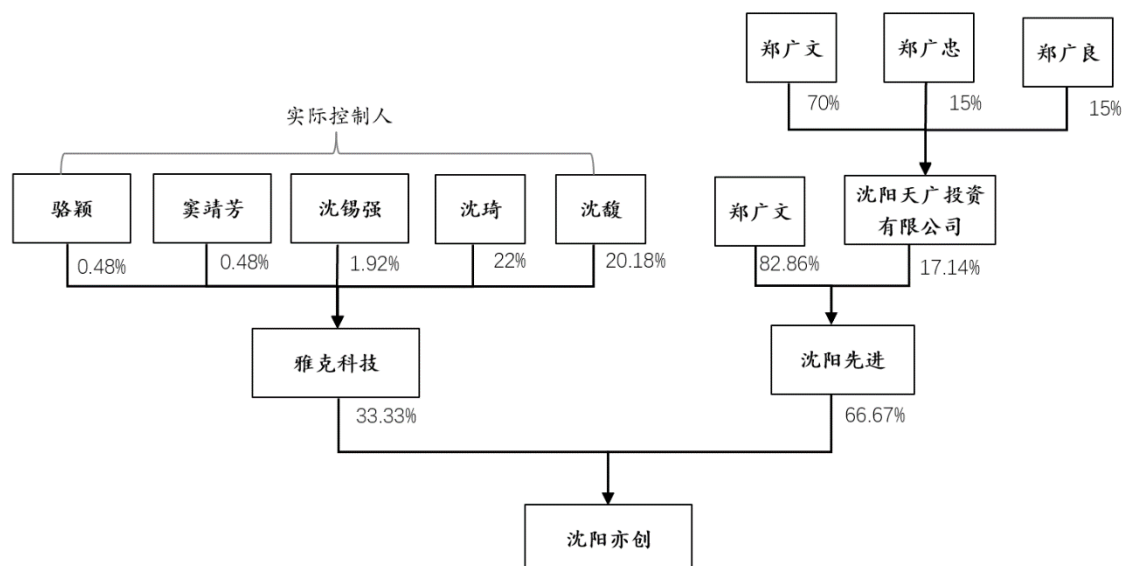 郑广文
郑广忠
郑广良
70%
15%
15%
实际控制人
骆颖
窦靖芳
沈锡强
沈琦
沈馥
郑广文
沈阳天广投资
有限公司
0.48%
0.48%
1.92%
22%
20.18%
82.86%
17.14%
雅克科技
沈阳先进
33.33%
66.67%
沈阳亦创